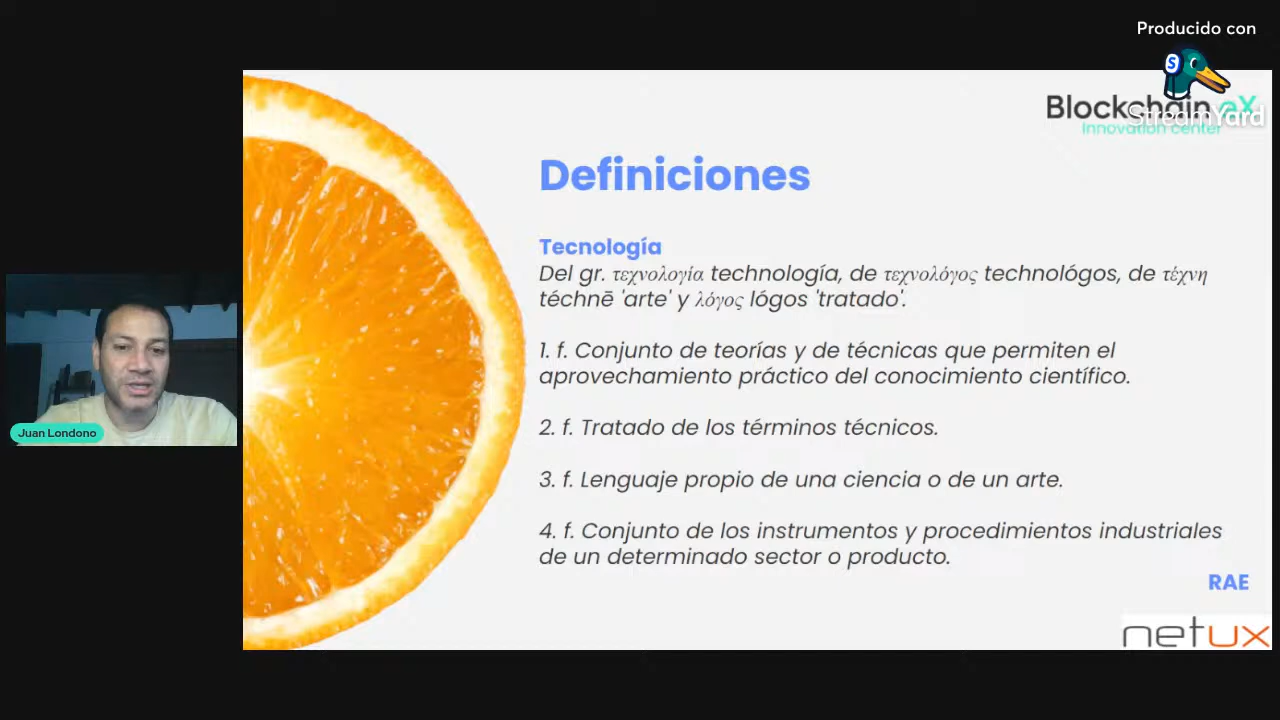 Producido con
StreamYard
Blockchain eX
Innovation center
Definiciones
Tecnología
Del gr. τεχνολογία technología, de τεχνολόγος technológos, de τέχνη
téchnē 'arte' y λόγος lógos 'tratado'.
1. f. Conjunto de teorías y de técnicas que permiten el
aprovechamiento práctico del conocimiento científico.
2. f. Tratado de los términos técnicos.
3. f. Lenguaje propio de una ciencia o de un arte.
4. f. Conjunto de los instrumentos y procedimientos industriales
de un determinado sector o producto.
RAE
Juan Londono
netux